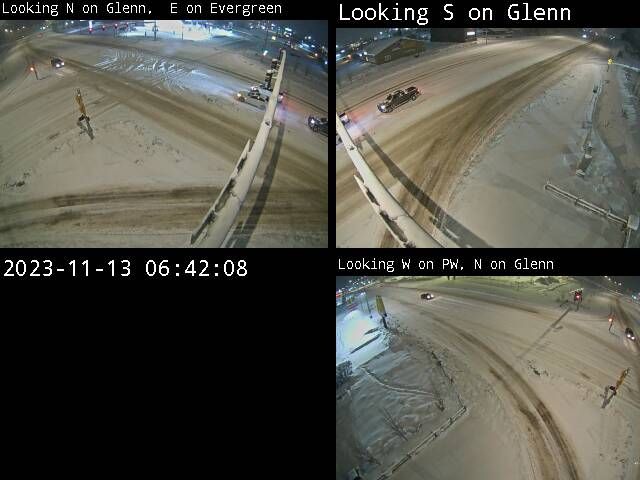 Looking N on Glenn,  E on Evergreen
Looking S on Glenn
2023-11-13 06:42:08
Looking W on PW, N on Glenn